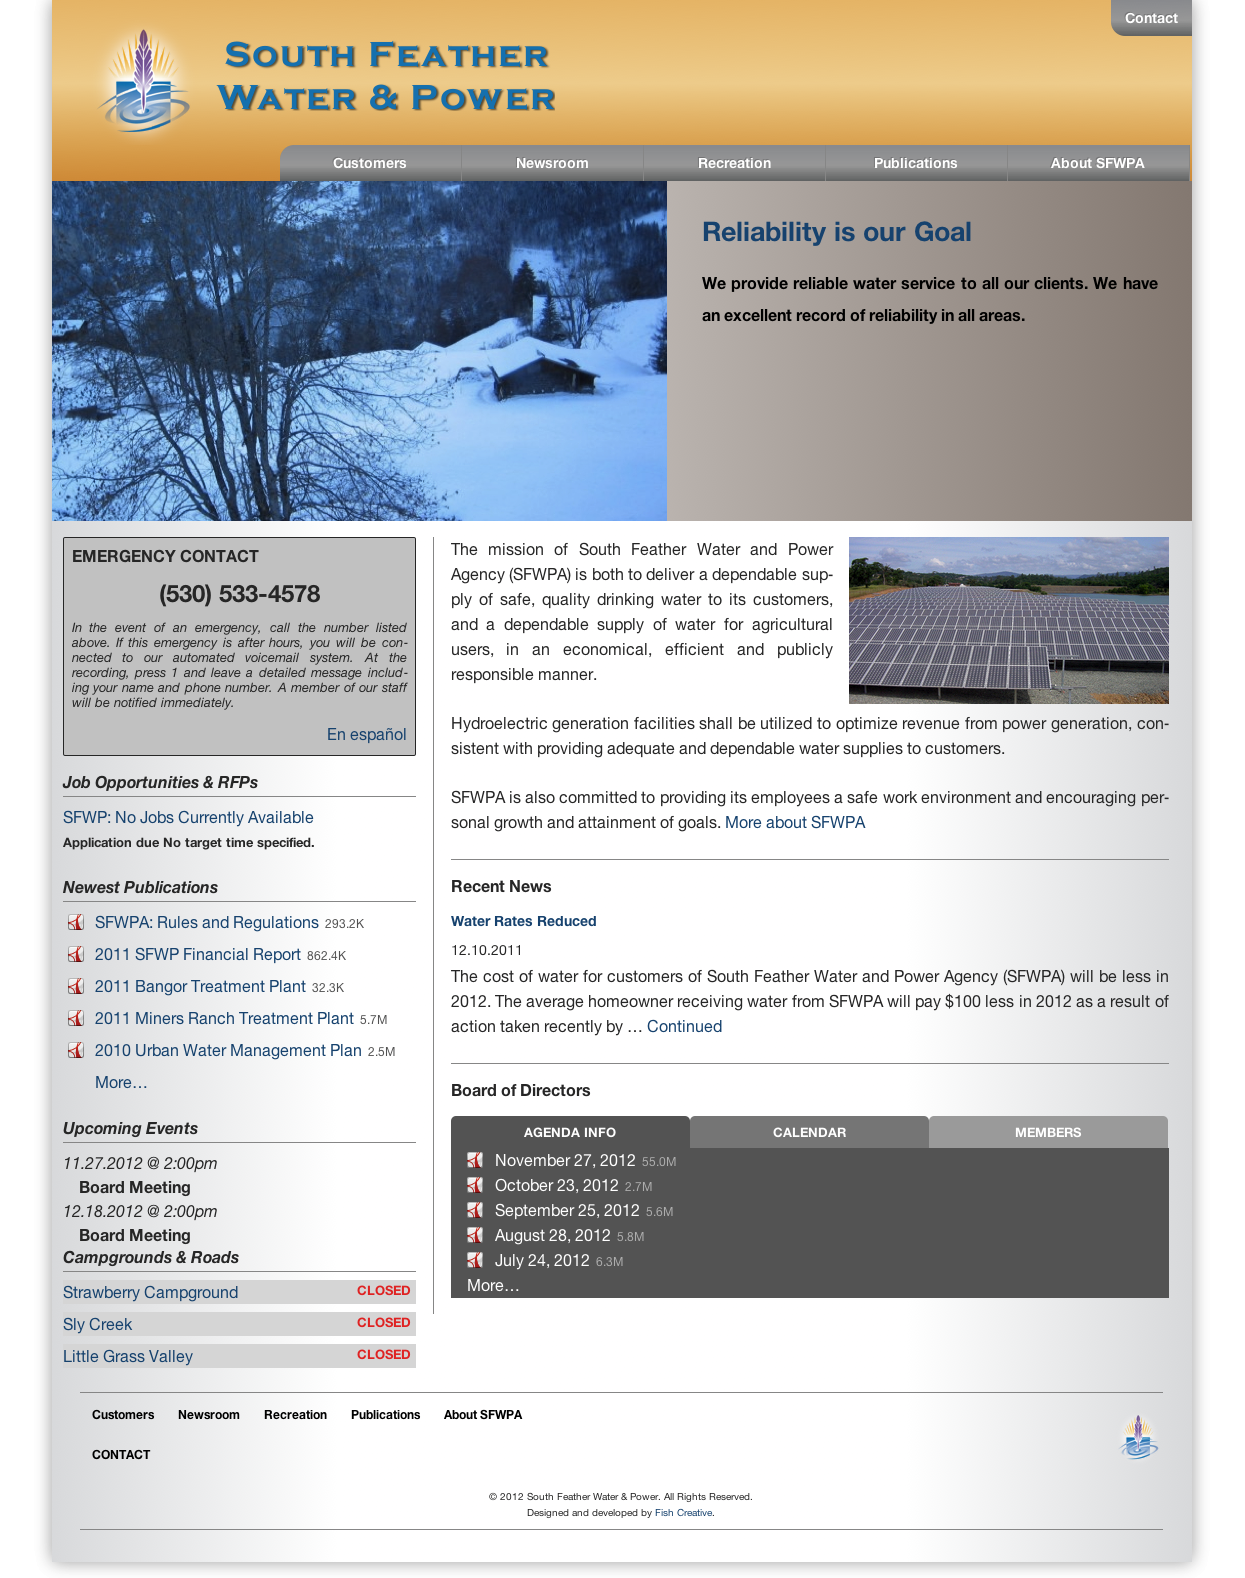 Contact
South Feather
Water & Power
Customers
Newsroom
Recreation
Publications
About SFWPA
Reliability is our Goal
We provide reliable water service to all our clients. We have
an excellent record of reliability in all areas.
EMERGENCY CONTACT
(530) 533-4578
In the event of an emergency, call the number listed
above. If this emergency is after hours, you will be con-
nected to our automated voicemail system. At the
recording, press 1 and leave a detailed message includ-
ing your name and phone number. A member of our staff
will be notified immediately.
En español
Job Opportunities & RFPs
SFWP: No Jobs Currently Available
Application due No target time specified.
Newest Publications
SFWPA: Rules and Regulations 293.2K
2011 SFWP Financial Report 862.4K
2011 Bangor Treatment Plant 32.3K
2011 Miners Ranch Treatment Plant 5.7M
2010 Urban Water Management Plan 2.5M
More…
Upcoming Events
11.27.2012 @ 2:00pm
Board Meeting
12.18.2012 @ 2:00pm
Board Meeting
Campgrounds & Roads
Strawberry Campground CLOSED
Sly Creek CLOSED
Little Grass Valley CLOSED
The mission of South Feather Water and Power
Agency (SFWPA) is both to deliver a dependable sup-
ply of safe, quality drinking water to its customers,
and a dependable supply of water for agricultural
users, in an economical, efficient and publicly
responsible manner.
Hydroelectric generation facilities shall be utilized to optimize revenue from power generation, con-
sistent with providing adequate and dependable water supplies to customers.
SFWPA is also committed to providing its employees a safe work environment and encouraging per-
sonal growth and attainment of goals. More about SFWPA
Recent News
Water Rates Reduced
12.10.2011
The cost of water for customers of South Feather Water and Power Agency (SFWPA) will be less in
2012. The average homeowner receiving water from SFWPA will pay $100 less in 2012 as a result of
action taken recently by … Continued
Board of Directors
AGENDA INFO
CALENDAR
MEMBERS
November 27, 2012 55.0M
October 23, 2012 2.7M
September 25, 2012 5.6M
August 28, 2012 5.8M
July 24, 2012 6.3M
More…
Customers
Newsroom
Recreation
Publications
About SFWPA
CONTACT
© 2012 South Feather Water & Power. All Rights Reserved.
Designed and developed by Fish Creative.